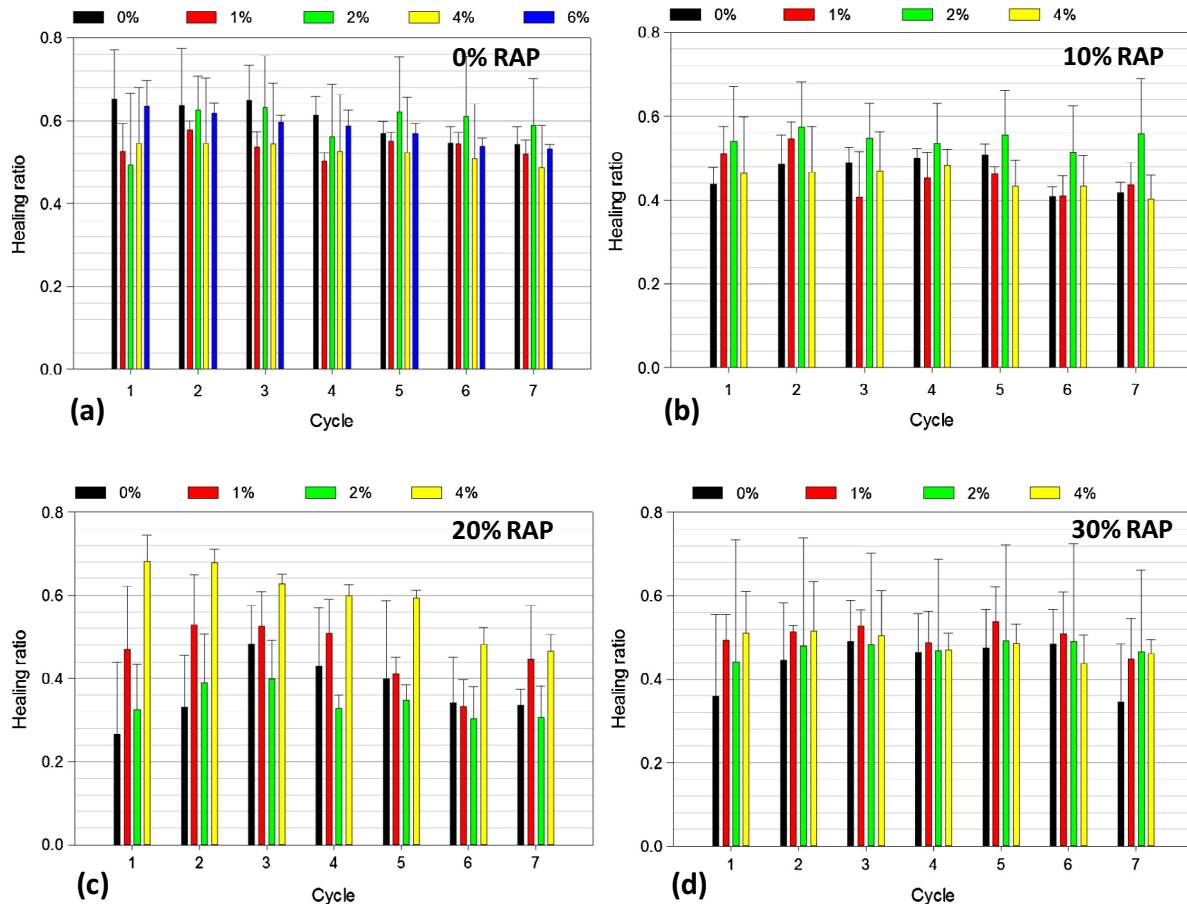 0% 1% 2% 4% 6%
0% RAP
0.8
0.6
0.4
0.2
0.0
Healing ratio
1 2 3 4 5 6 7
Cycle
(a)
0% 1% 2% 4%
10% RAP
0.8
0.6
0.4
0.2
0.0
Healing ratio
1 2 3 4 5 6 7
Cycle
(b)
0% 1% 2% 4%
20% RAP
0.8
0.6
0.4
0.2
0.0
Healing ratio
1 2 3 4 5 6 7
Cycle
(c)
0% 1% 2% 4%
30% RAP
0.8
0.6
0.4
0.2
0.0
Healing ratio
1 2 3 4 5 6 7
Cycle
(d)